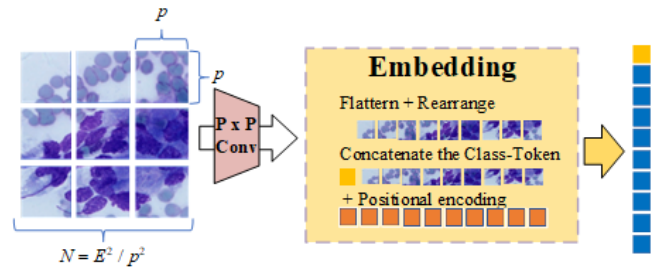 p
p
P x P
Conv
N = E² / p²
Embedding
Flattern + Rearrange
Concatenate the Class-Token
+ Positional encoding